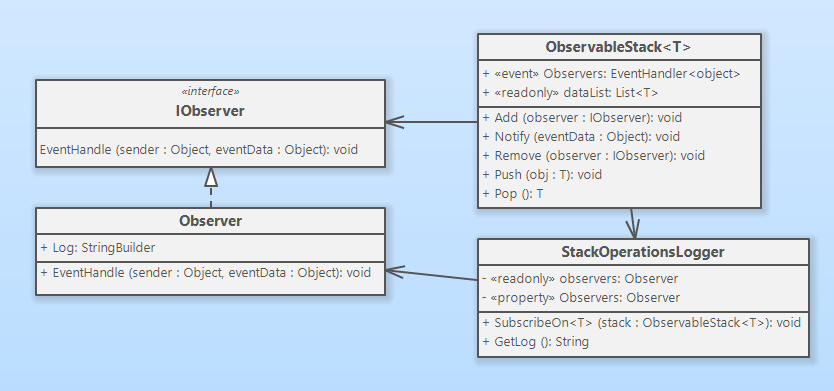 «interface»
IObserver
EventHandle (sender : Object, eventData : Object): void
Observer
+ Log: StringBuilder
+ EventHandle (sender : Object, eventData : Object): void
ObservableStack<T>
+ «event» Observers: EventHandler<object>
+ «readonly» dataList: List<T>
+ Add (observer : IObserver): void
+ Notify (eventData : Object): void
+ Remove (observer : IObserver): void
+ Push (obj : T): void
+ Pop (): T
StackOperationsLogger
- «readonly» observers: Observer
- «property» Observers: Observer
+ SubscribeOn<T> (stack : ObservableStack<T>): void
+ GetLog (): String